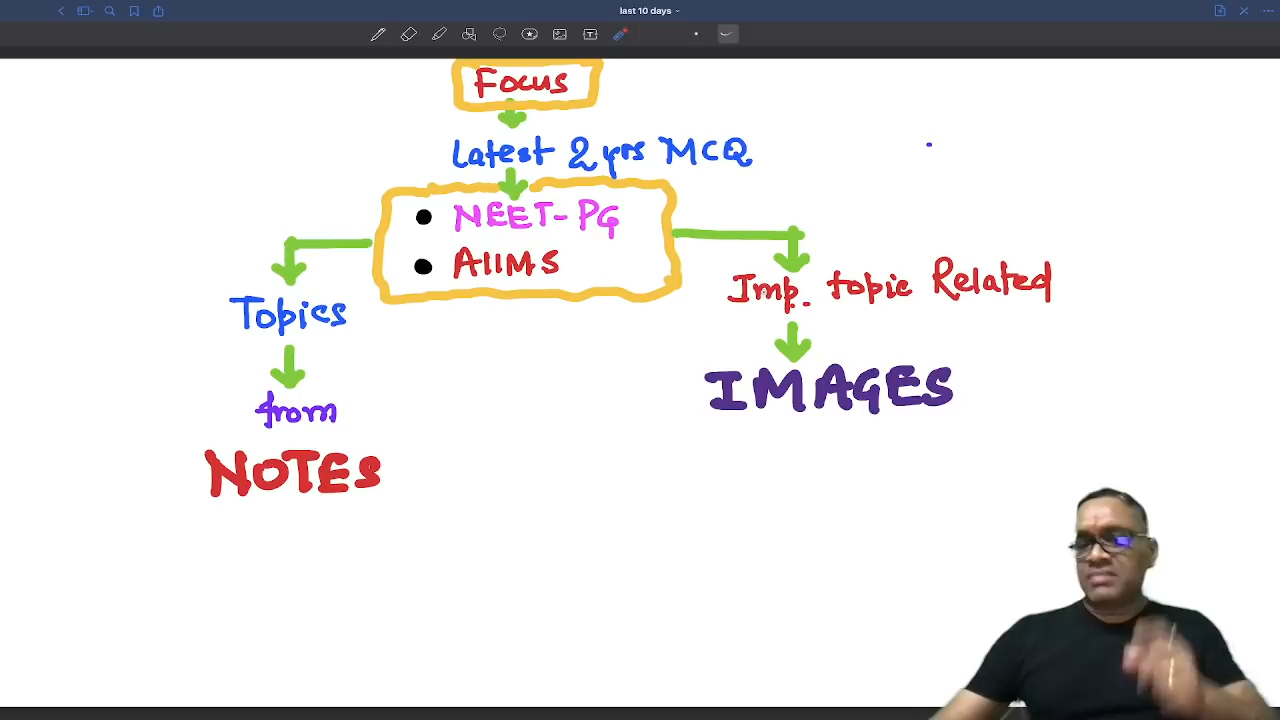 last 10 days
Focus
Latest 2 yrs MCQ
• NEET-PG
• AIIMS
Topics
from
NOTES
Imp. topic Related
IMAGES